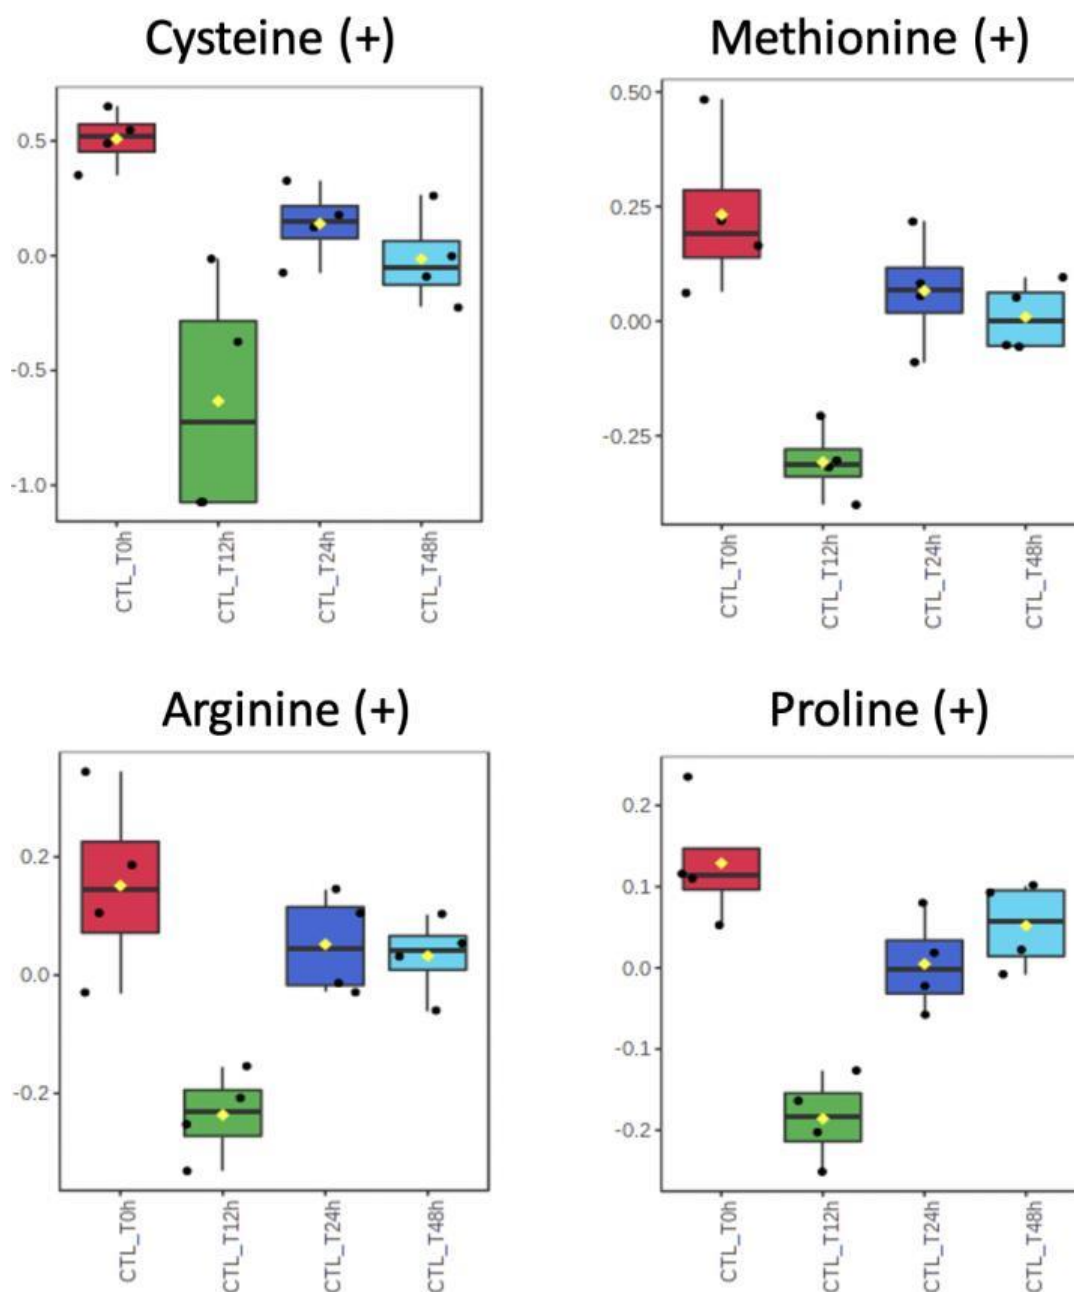 Cysteine (+)
0.5
0.0
-0.5
-1.0
CTL_T0h
CTL_T12h
CTL_T24h
CTL_T48h
Methionine (+)
0.50
0.25
0.00
-0.25
CTL_T0h
CTL_T12h
CTL_T24h
CTL_T48h
Arginine (+)
0.2
0.0
-0.2
CTL_T0h
CTL_T12h
CTL_T24h
CTL_T48h
Proline (+)
0.2
0.1
0.0
-0.1
-0.2
CTL_T0h
CTL_T12h
CTL_T24h
CTL_T48h